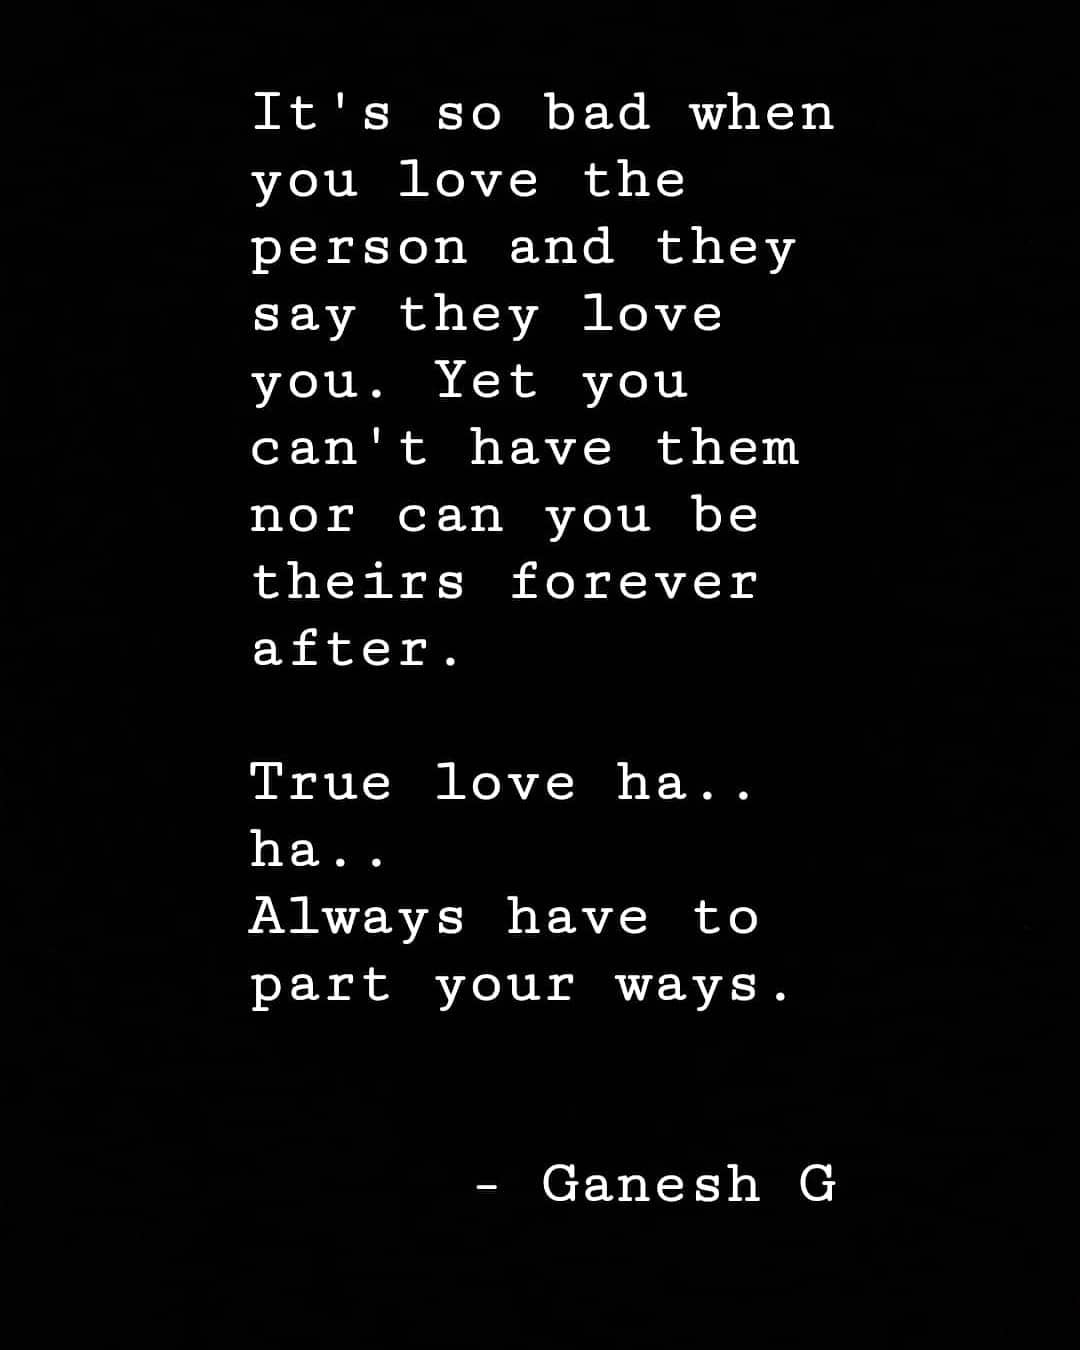 It's so bad when
you love the
person and they
say they love
you. Yet you
can't have them
nor can you be
theirs forever
after.
True love ha..
ha..
Always have to
part your ways.
- Ganesh G